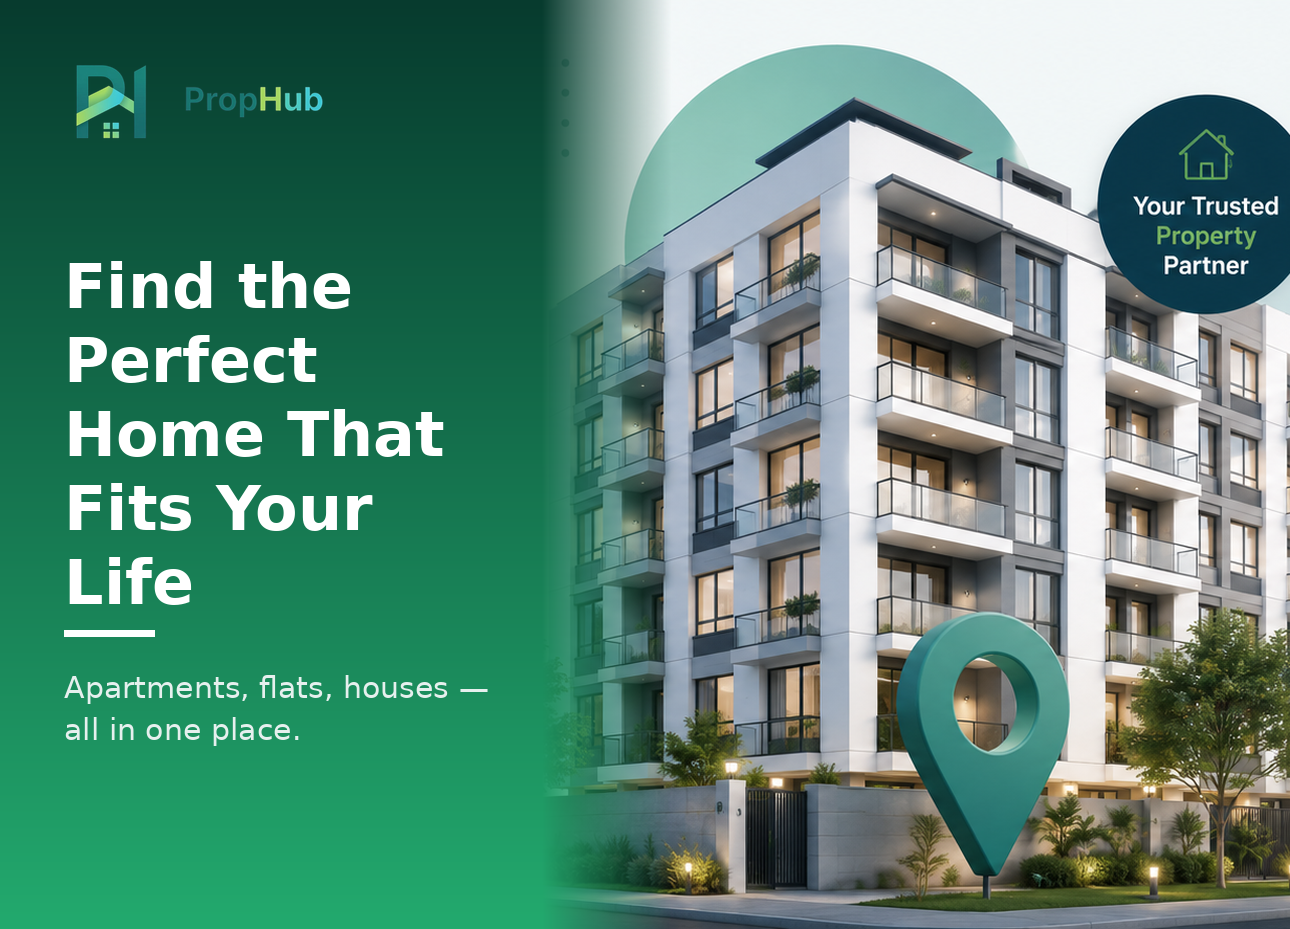 PropHub
Find the
Perfect
Home That
Fits Your
Life
Apartments, flats, houses —
all in one place.
Your Trusted
Property
Partner